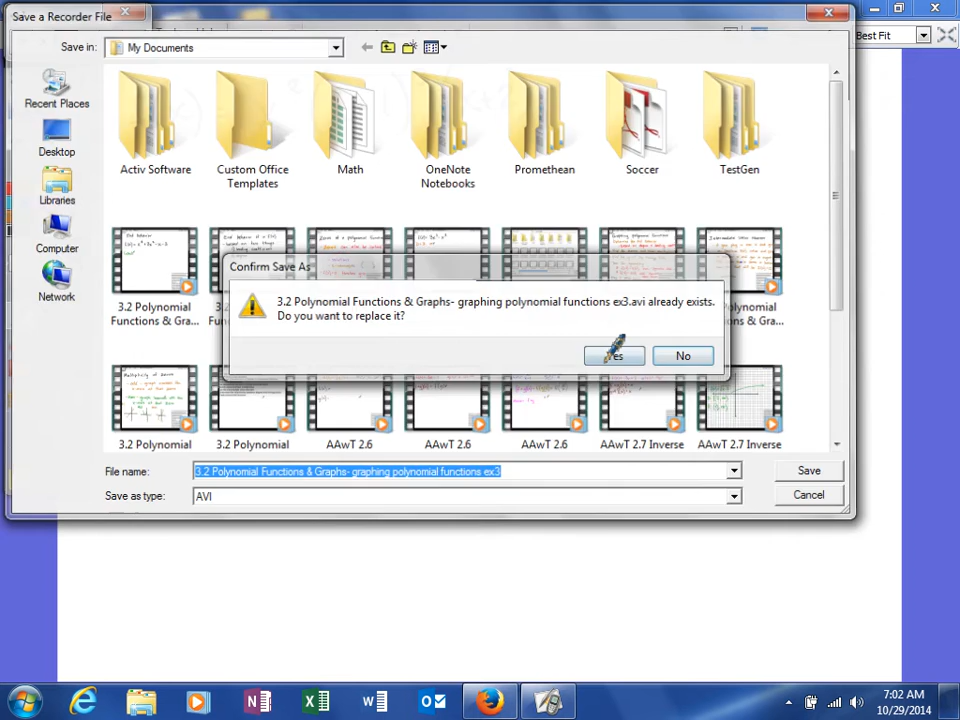 Save a Recorder File
Best Fit
Save in:
My Documents
Recent Places
Desktop
Libraries
Computer
Network
Activ Software
Custom Office
Templates
Math
OneNote
Notebooks
Promethean
Soccer
TestGen
3.2 Polynomial
Functions & Gra...
Confirm Save As
3.2 Polynomial Functions & Graphs- graphing polynomial functions ex3.avi already exists.
Do you want to replace it?
Yes
No
3.2 Polynomial
3.2 Polynomial
AAwT 2.6
AAwT 2.6
AAwT 2.6
AAwT 2.7 Inverse
AAwT 2.7 Inverse
File name:
3.2 Polynomial Functions & Graphs- graphing polynomial functions ex3
Save
Save as type:
AVI
Cancel
7:02 AM
10/29/2014